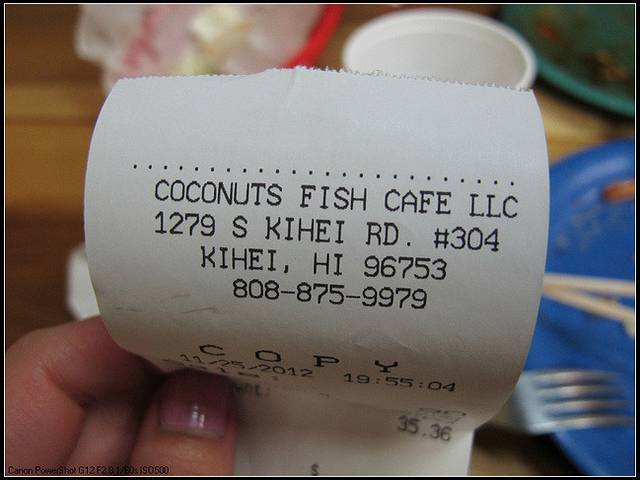 COCONUTS FISH CAFE LLC
1279 S KIHEI RD. #304
KIHEI, HI 96753
808-875-9979
COPY
11/25/2012 19:55:04
35.36
$
Canon PowerShot G12 F2.8 1/60s ISO500